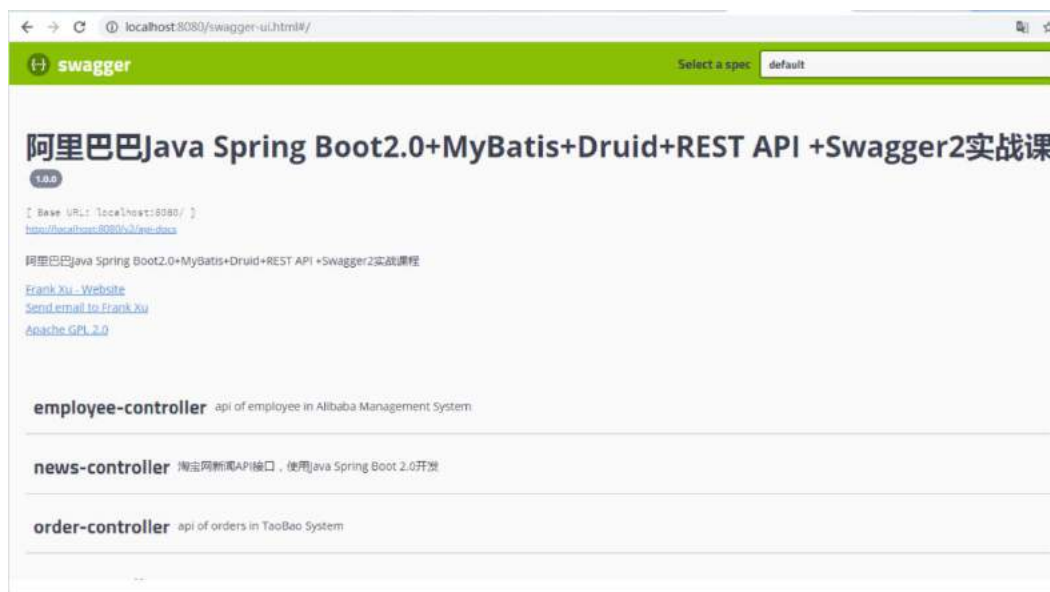 localhost:8080/swagger-ui.html#/
swagger
Select a spec
default
阿里巴巴Java Spring Boot2.0+MyBatis+Druid+REST API +Swagger2实战课
1.0.0
[ Base URL: localhost:8080/ ]
http://localhost:8080/v2/api-docs
阿里巴巴Java Spring Boot2.0+MyBatis+Druid+REST API +Swagger2实战课程
Frank Xu - Website
Send email to Frank Xu
Apache GPL 2.0
employee-controller api of employee in Alibaba Management System
news-controller 淘宝网新闻API接口，使用Java Spring Boot 2.0开发
order-controller api of orders in TaoBao System